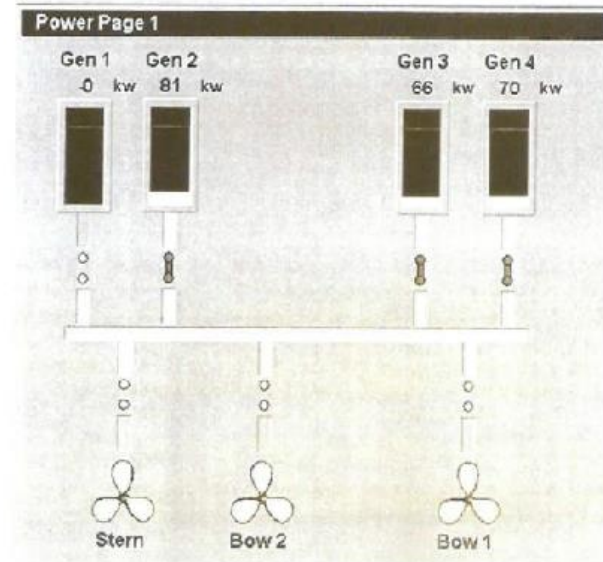 Power Page 1
Gen 1 Gen 2 Gen 3 Gen 4
-0 kw 81 kw 66 kw 70 kw
Stern Bow 2 Bow 1